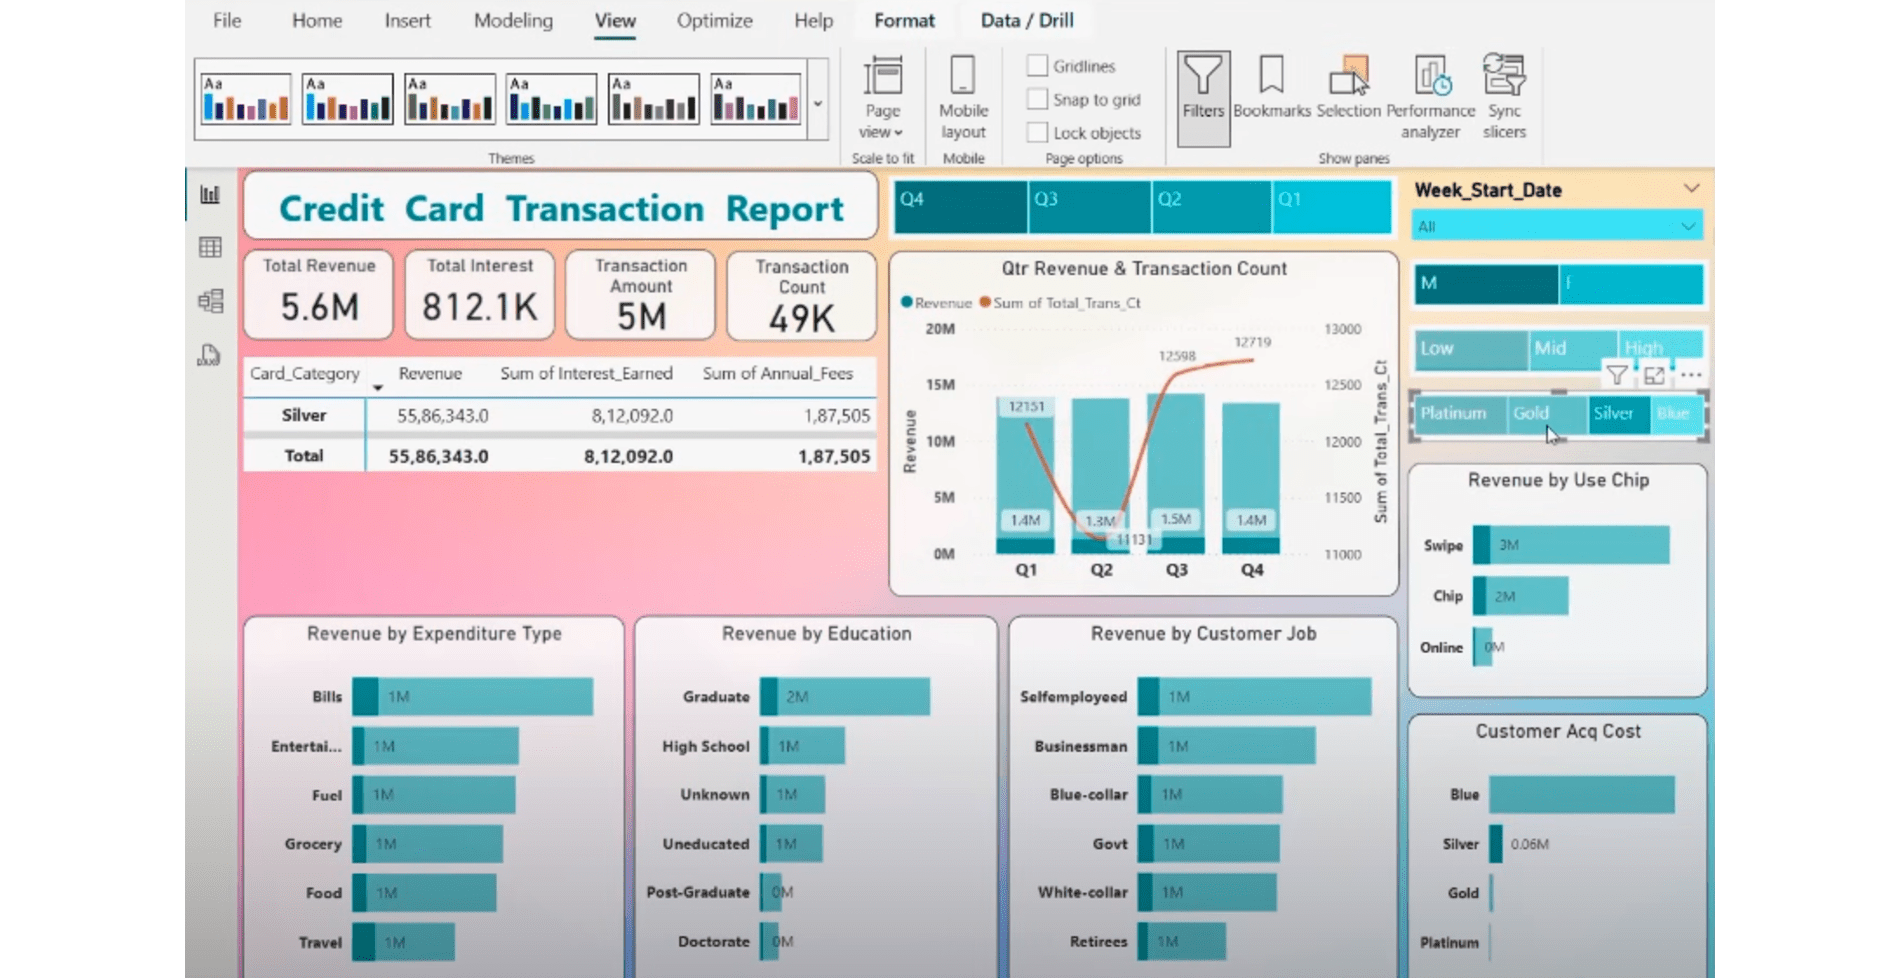 File Home Insert Modeling View Optimize Help Format Data / Drill
Aa Aa Aa Aa Aa Aa
Page view
Mobile layout
Gridlines
Snap to grid
Lock objects
Filters Bookmarks Selection Performance analyzer Sync slicers
Themes Scale to fit Mobile Page options Show panes
Credit Card Transaction Report
Q4 Q3 Q2 Q1
Week_Start_Date
All
Total Revenue
5.6M
Total Interest
812.1K
Transaction Amount
5M
Transaction Count
49K
M f
Low Mid High
Platinum Gold Silver Blue
Card_Category Revenue Sum of Interest_Earned Sum of Annual_Fees
Silver 55,86,343.0 8,12,092.0 1,87,505
Total 55,86,343.0 8,12,092.0 1,87,505
Qtr Revenue & Transaction Count
Revenue Sum of Total_Trans_Ct
20M
15M
10M
5M
0M
Revenue
12151 11131 12598 12719
1.4M 1.3M 1.5M 1.4M
Q1 Q2 Q3 Q4
13000
12500
12000
11500
11000
Sum of Total_Trans_Ct
Revenue by Use Chip
Swipe 3M
Chip 2M
Online 0M
Revenue by Expenditure Type
Bills 1M
Entertai... 1M
Fuel 1M
Grocery 1M
Food 1M
Travel 1M
Revenue by Education
Graduate 2M
High School 1M
Unknown 1M
Uneducated 1M
Post-Graduate 0M
Doctorate 0M
Revenue by Customer Job
Selfemployeed 1M
Businessman 1M
Blue-collar 1M
Govt 1M
White-collar 1M
Retirees 1M
Customer Acq Cost
Blue
Silver 0.06M
Gold
Platinum